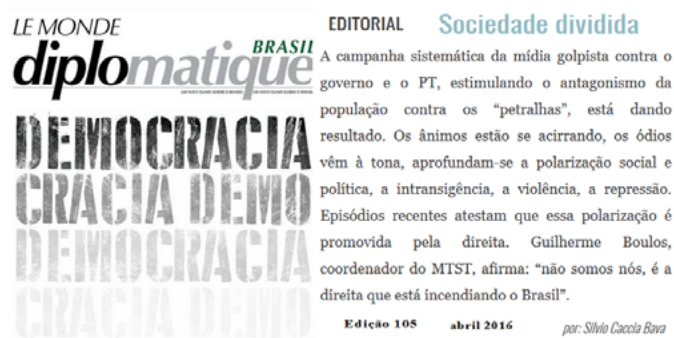 LE MONDE
diplomatique
BRASIL
DEMOCRACIA
CRACIA DEMO
DEMOCRACIA
CRACIA DEMO
EDITORIAL Sociedade dividida
A campanha sistemática da mídia golpista contra o
governo e o PT, estimulando o antagonismo da
população contra os “petralhas”, está dando
resultado. Os ânimos estão se acirrando, os ódios
vêm à tona, aprofundam-se a polarização social e
política, a intransigência, a violência, a repressão.
Episódios recentes atestam que essa polarização é
promovida pela direita. Guilherme Boulos,
coordenador do MTST, afirma: “não somos nós, é a
direita que está incendiando o Brasil”.
Edição 105 abril 2016 por: Silvio Caccia Bava